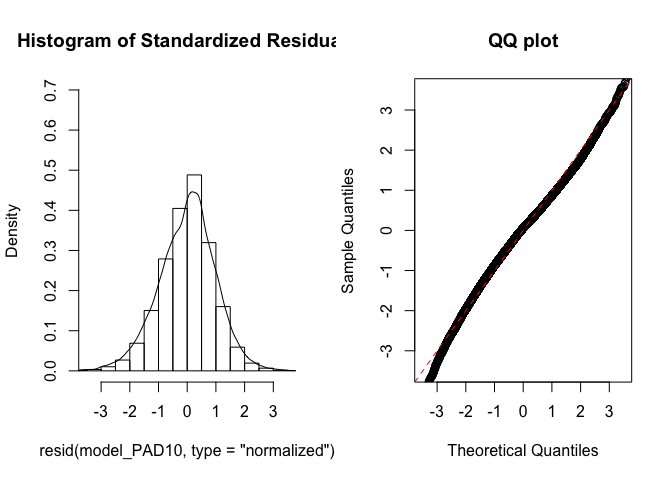 Histogram of Standardized Residua
Density
0.0 0.1 0.2 0.3 0.4 0.5 0.6 0.7
-3 -2 -1 0 1 2 3
resid(model_PAD10, type = "normalized")
QQ plot
Sample Quantiles
-3 -2 -1 0 1 2 3
-3 -2 -1 0 1 2 3
Theoretical Quantiles